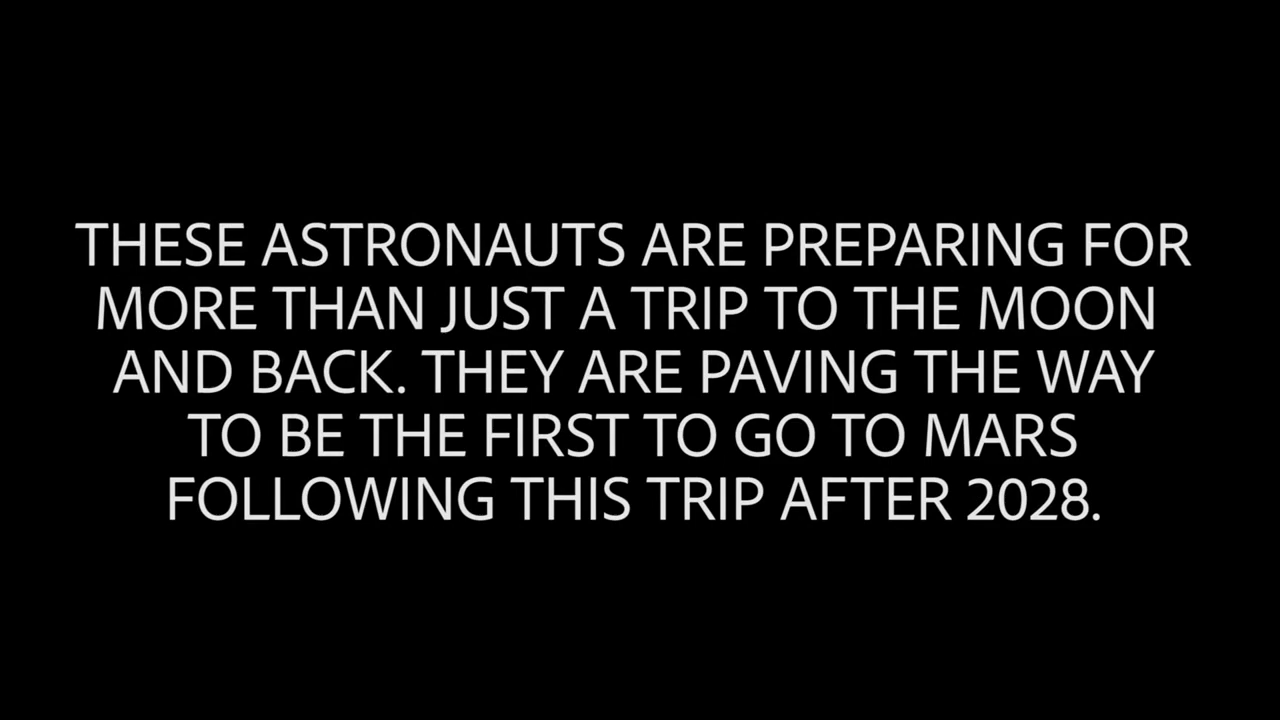 THESE ASTRONAUTS ARE PREPARING FOR
MORE THAN JUST A TRIP TO THE MOON
AND BACK. THEY ARE PAVING THE WAY
TO BE THE FIRST TO GO TO MARS
FOLLOWING THIS TRIP AFTER 2028.